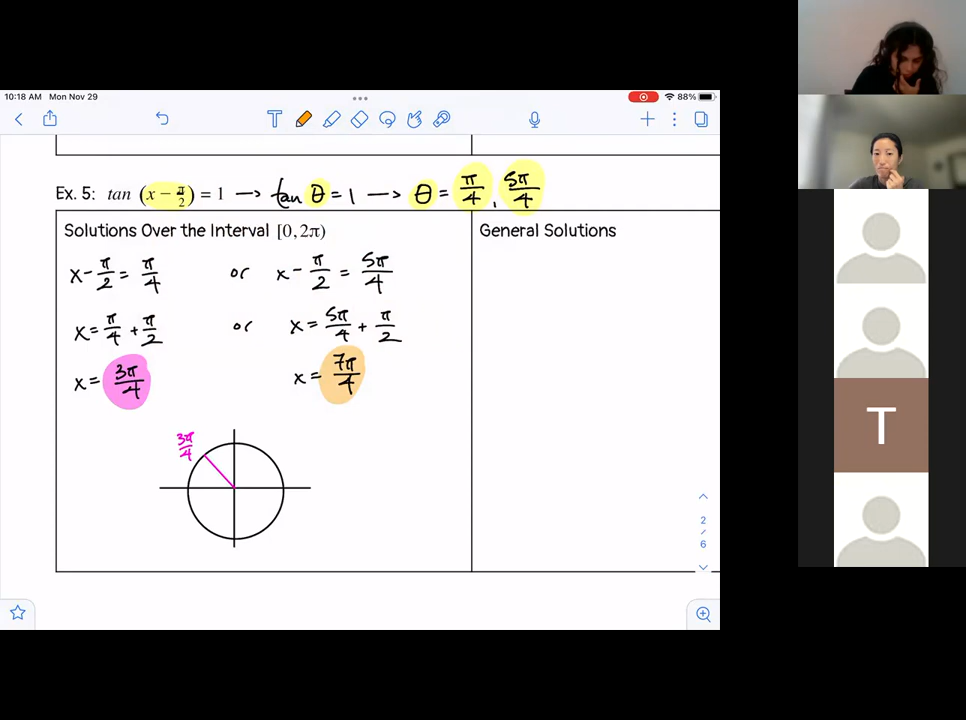 10:18 AM Mon Nov 29
88%
Ex. 5: tan (x − π/2) = 1 → tan θ = 1 → θ = π/4, 5π/4
Solutions Over the Interval [0, 2π)
General Solutions
x − π/2 = π/4 or x − π/2 = 5π/4
x = π/4 + π/2 or x = 5π/4 + π/2
x = 3π/4
x = 7π/4
3π/4
T
2
/
6